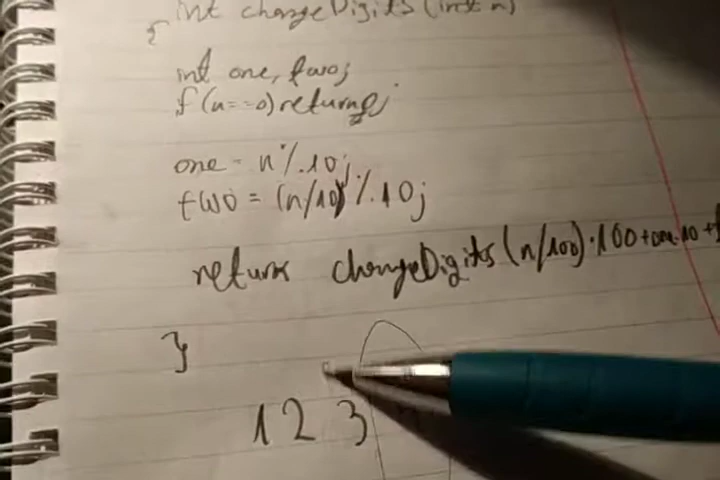 int changeDigits(int n)
{
int one, two;
f(n==0)return 0;
one = n%10;
two = (n/10)%10;
return changeDigits(n/100)·100+one·10+
}
1 2 3